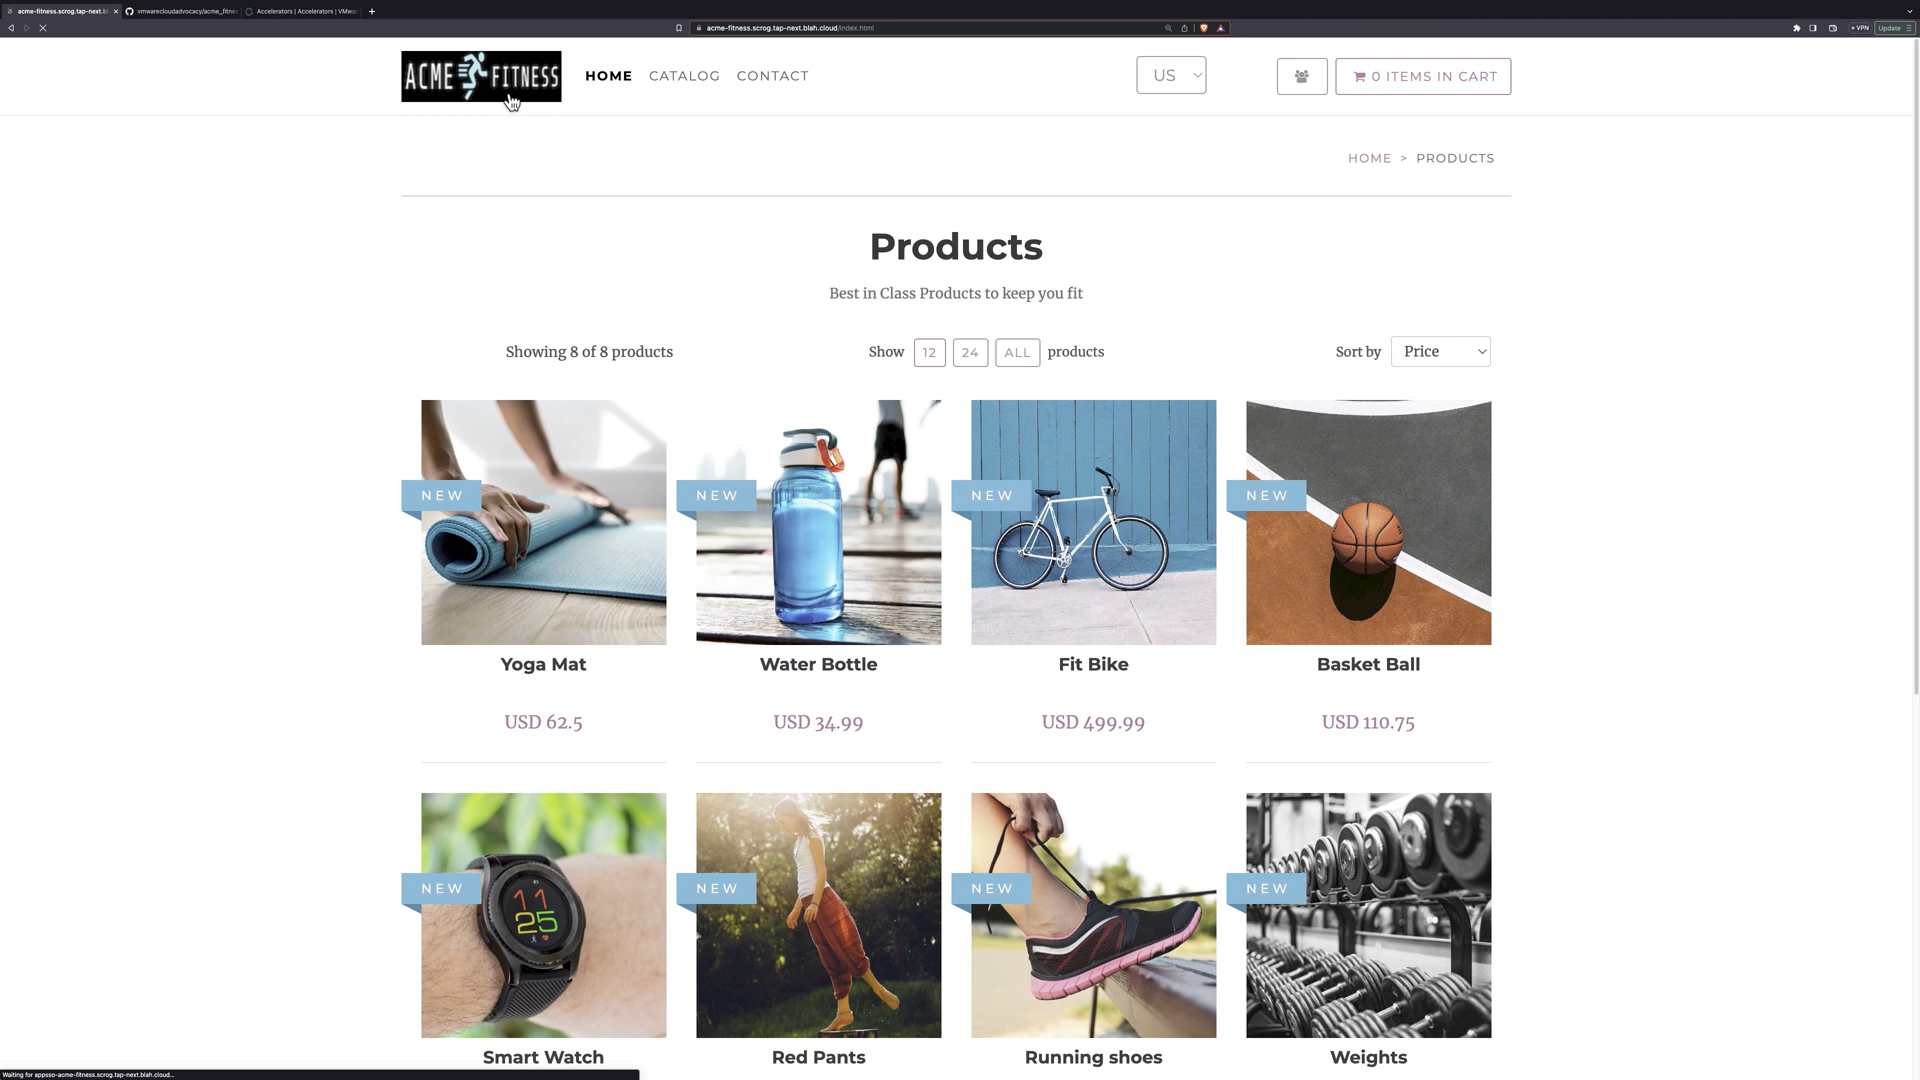 acme-fitness.scrog.tap-next.bl
vmwarecloudadvocacy/acme_fitne
Accelerators | Accelerators | VMwa
acme-fitness.scrog.tap-next.blah.cloud/index.html
VPN
Update
ACME FITNESS
HOME
CATALOG
CONTACT
US
0 ITEMS IN CART
HOME > PRODUCTS
Products
Best in Class Products to keep you fit
Showing 8 of 8 products
Show 12 24 ALL products
Sort by Price
NEW
NEW
NEW
NEW
Yoga Mat
Water Bottle
Fit Bike
Basket Ball
USD 62.5
USD 34.99
USD 499.99
USD 110.75
NEW
NEW
NEW
NEW
11
25
Smart Watch
Red Pants
Running shoes
Weights
Waiting for appsso-acme-fitness.scrog.tap-next.blah.cloud...